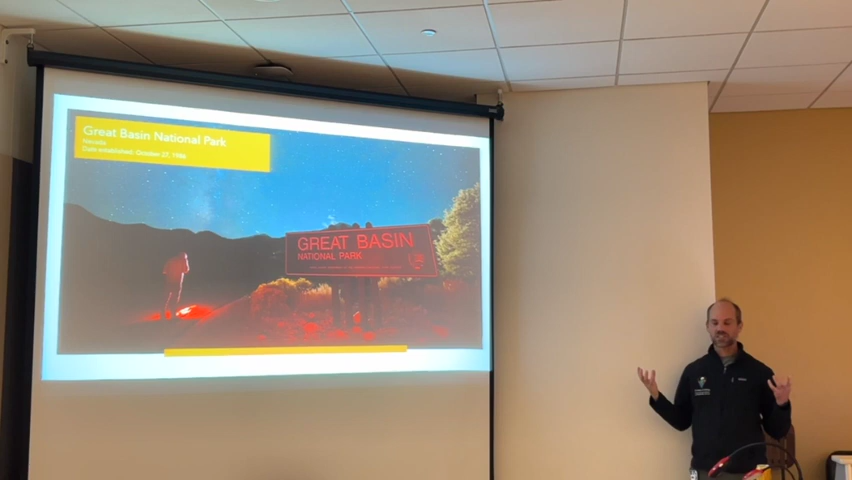 Great Basin National Park
Nevada
Date established: October 27, 1986
GREAT BASIN
NATIONAL PARK